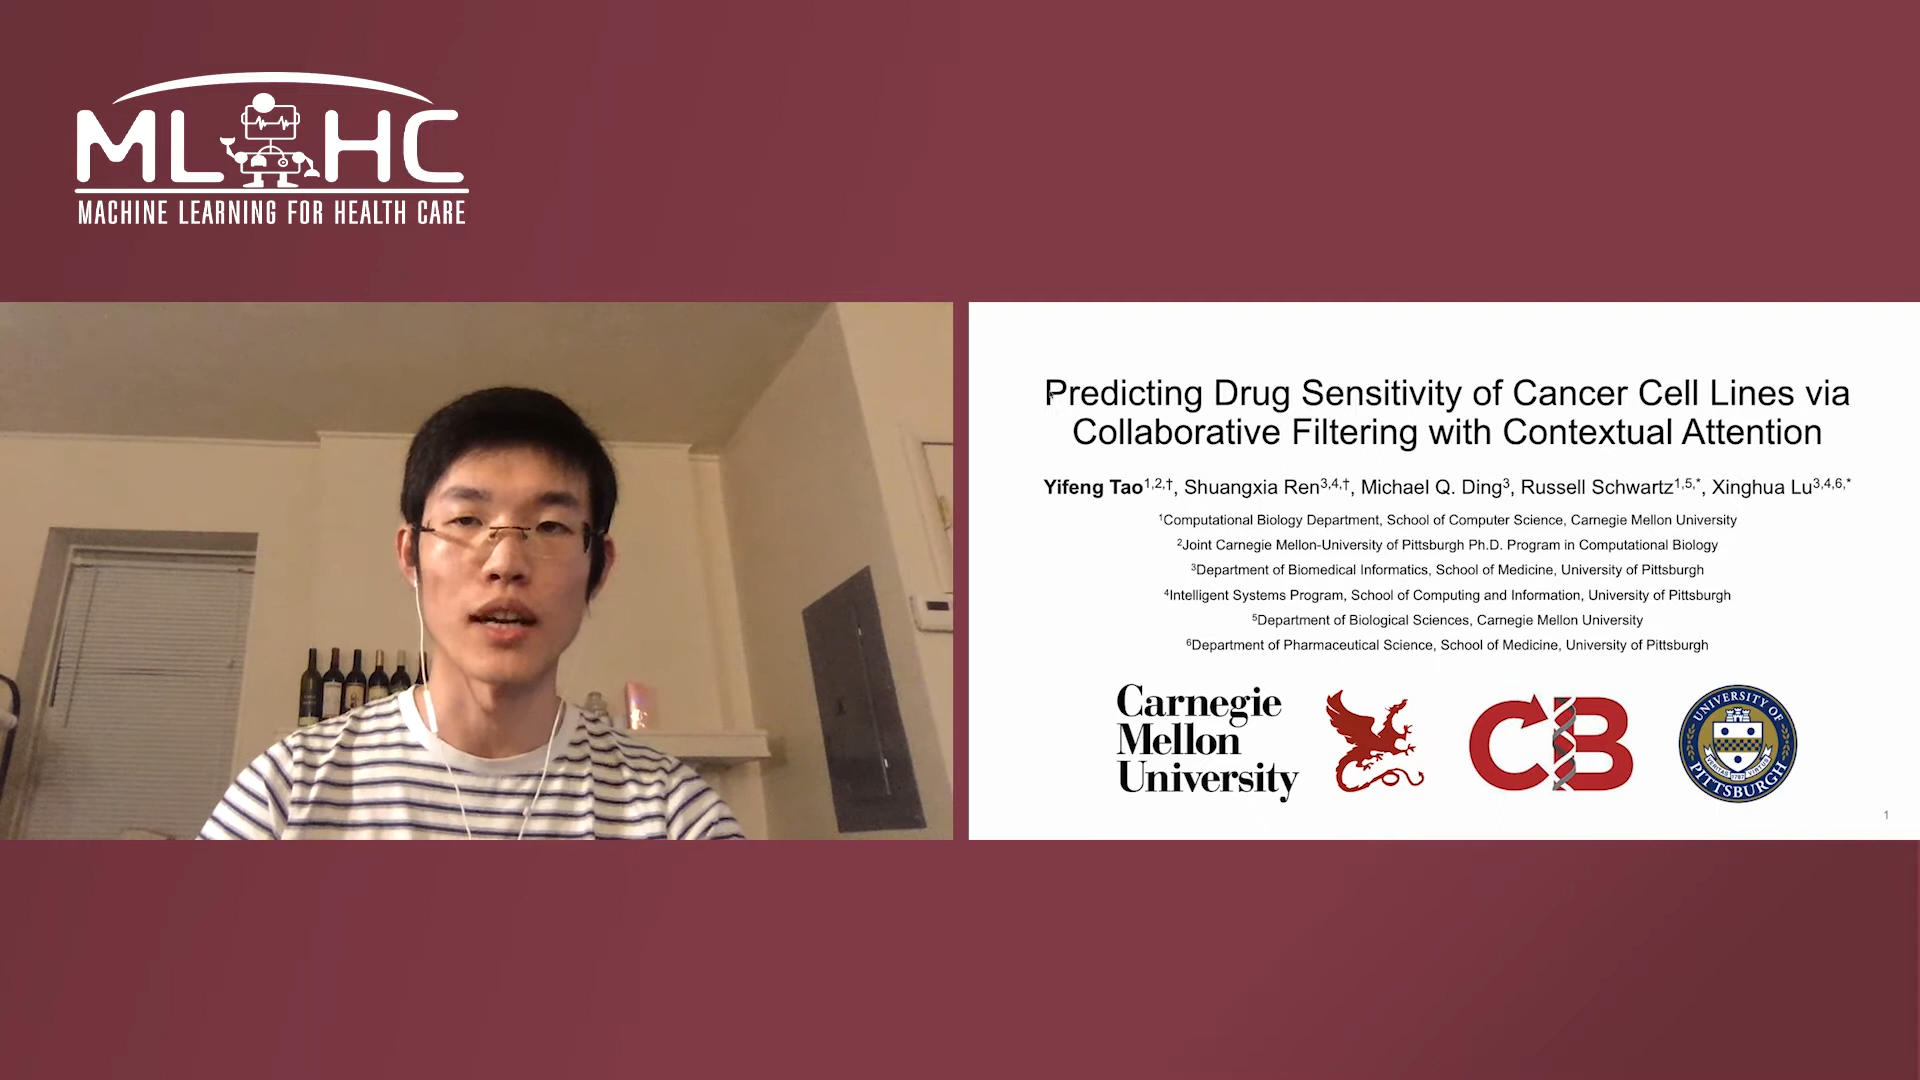 ML HC
MACHINE LEARNING FOR HEALTH CARE
Predicting Drug Sensitivity of Cancer Cell Lines via
Collaborative Filtering with Contextual Attention
Yifeng Tao1,2,†, Shuangxia Ren3,4,†, Michael Q. Ding3, Russell Schwartz1,5,*, Xinghua Lu3,4,6,*
1Computational Biology Department, School of Computer Science, Carnegie Mellon University
2Joint Carnegie Mellon-University of Pittsburgh Ph.D. Program in Computational Biology
3Department of Biomedical Informatics, School of Medicine, University of Pittsburgh
4Intelligent Systems Program, School of Computing and Information, University of Pittsburgh
5Department of Biological Sciences, Carnegie Mellon University
6Department of Pharmaceutical Science, School of Medicine, University of Pittsburgh
Carnegie
Mellon
University
CB
UNIVERSITY OF
PITTSBURGH
1